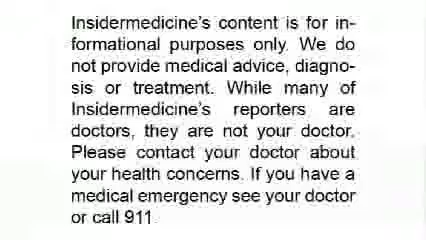 Insidermedicine's content is for in-
formational purposes only. We do
not provide medical advice, diagno-
sis or treatment. While many of
Insidermedicine's reporters are
doctors, they are not your doctor.
Please contact your doctor about
your health concerns. If you have a
medical emergency see your doctor
or call 911.